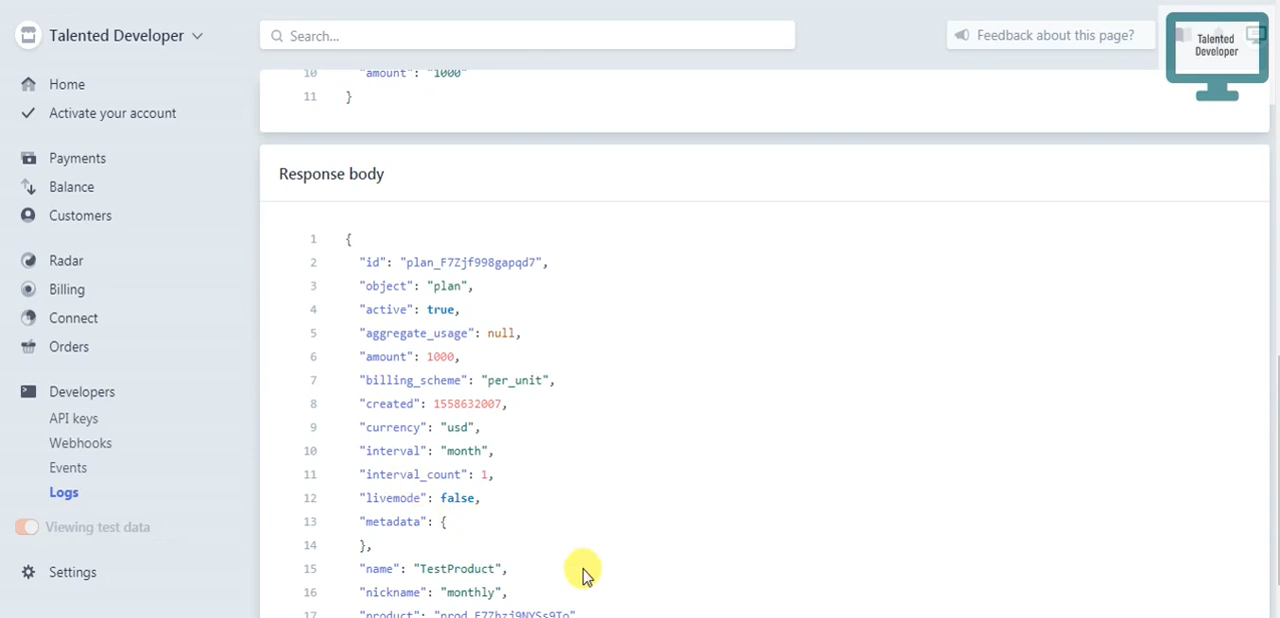 Talented Developer
Search...
Feedback about this page?
Talented
Developer
Home
Activate your account
Payments
Balance
Customers
Radar
Billing
Connect
Orders
Developers
API keys
Webhooks
Events
Logs
Viewing test data
Settings
10 "amount": "1000"
11 }
Response body
1 {
2 "id": "plan_F7Zjf998gapqd7",
3 "object": "plan",
4 "active": true,
5 "aggregate_usage": null,
6 "amount": 1000,
7 "billing_scheme": "per_unit",
8 "created": 1558632007,
9 "currency": "usd",
10 "interval": "month",
11 "interval_count": 1,
12 "livemode": false,
13 "metadata": {
14 },
15 "name": "TestProduct",
16 "nickname": "monthly",
17 "product":